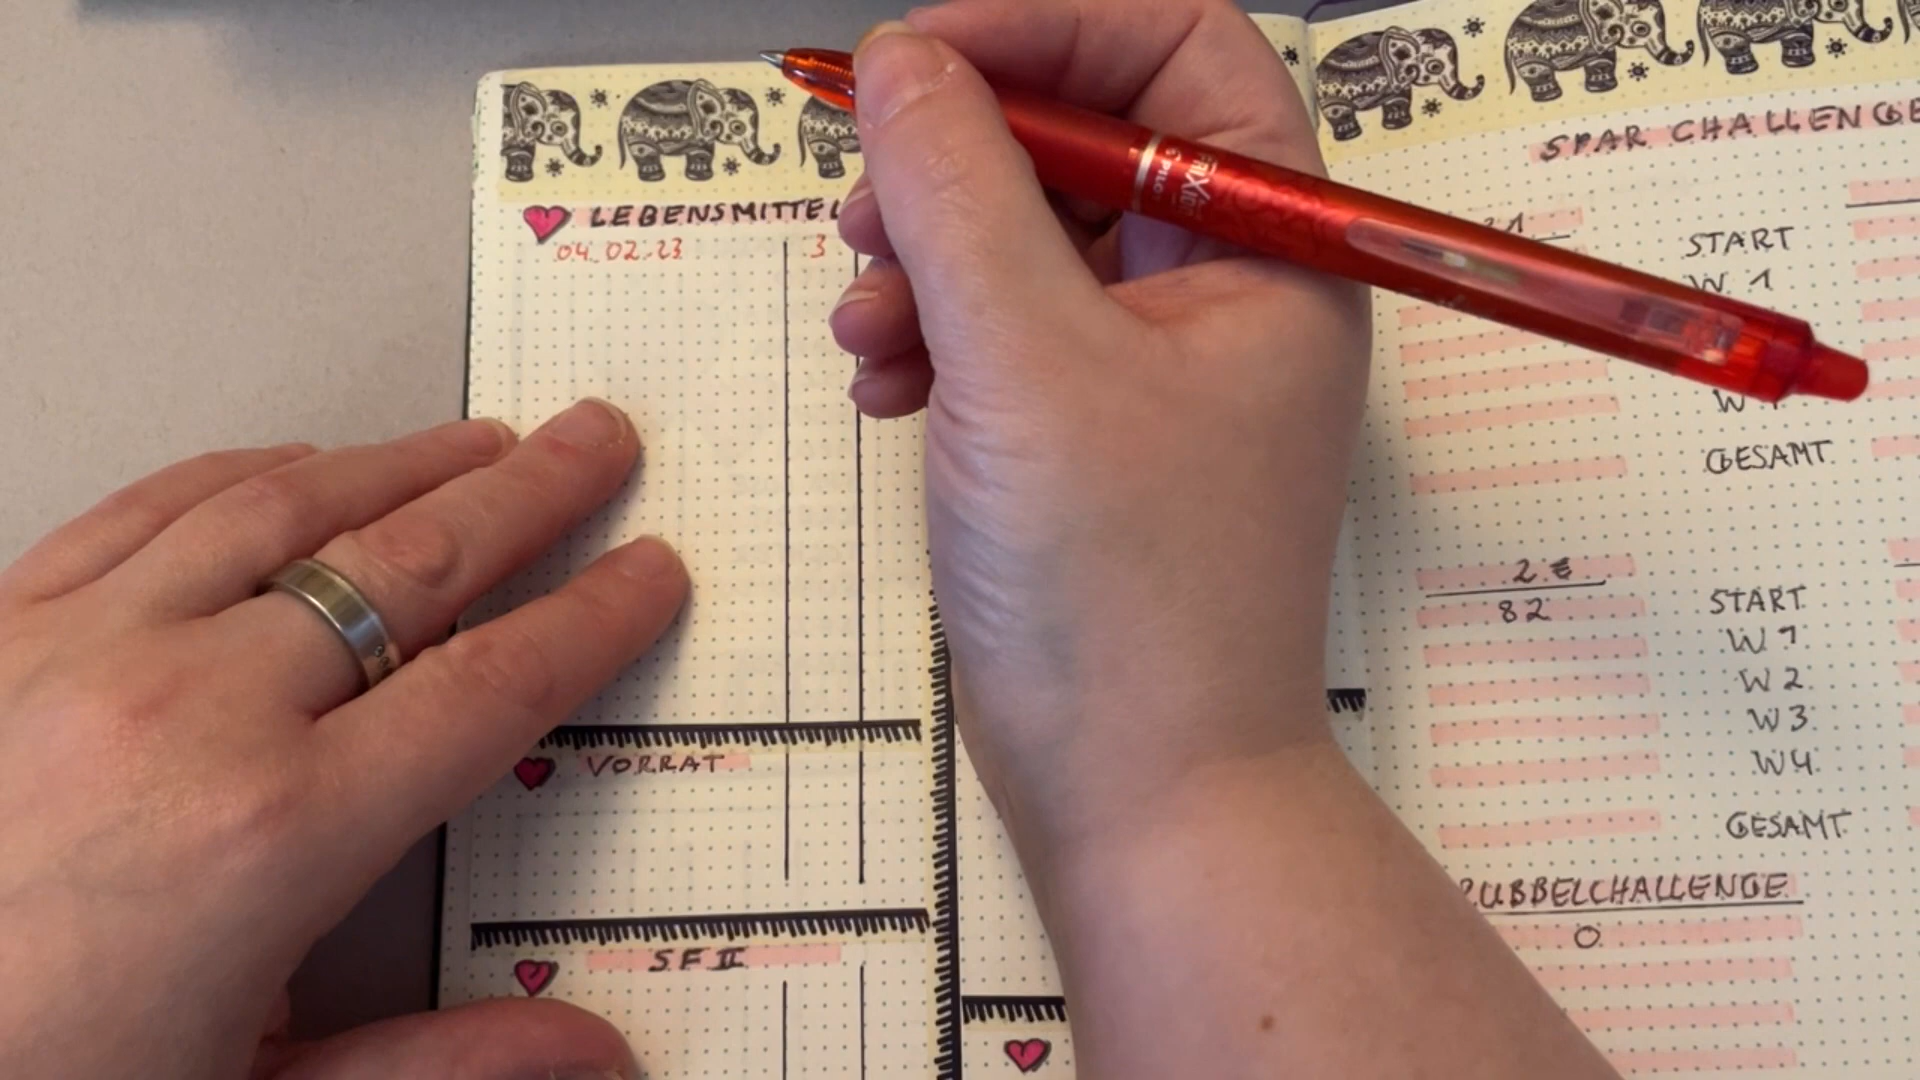 LEBENSMITTEL
04.02.23 3
VORRAT
SF II
SPAR CHALLENGE
START
W 1
GESAMT
2 €
82
START
W 1
W 2
W 3
W 4
GESAMT
RUBBELCHALLENGE
0
FRIXION
PILOT